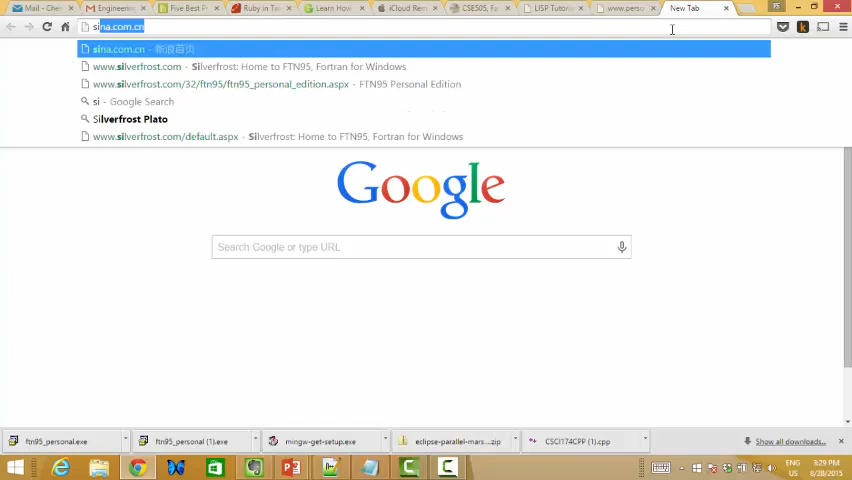 Mail - Cher
Engineering
Five Best P
Ruby in Tw
Learn How
iCloud Rem
CSE505, Fa
LISP Tutoria
www.perso
New Tab
sina.com.cn
sina.com.cn - 新浪首页
www.silverfrost.com - Silverfrost: Home to FTN95, Fortran for Windows
www.silverfrost.com/32/ftn95/ftn95_personal_edition.aspx - FTN95 Personal Edition
si - Google Search
Silverfrost Plato
www.silverfrost.com/default.aspx - Silverfrost: Home to FTN95, Fortran for Windows
Google
Search Google or type URL
ftn95_personal.exe
ftn95_personal (1).exe
mingw-get-setup.exe
eclipse-parallel-mars....zip
CSCI174CPP (1).cpp
Show all downloads...
ENG
3:29 PM
US
8/28/2015